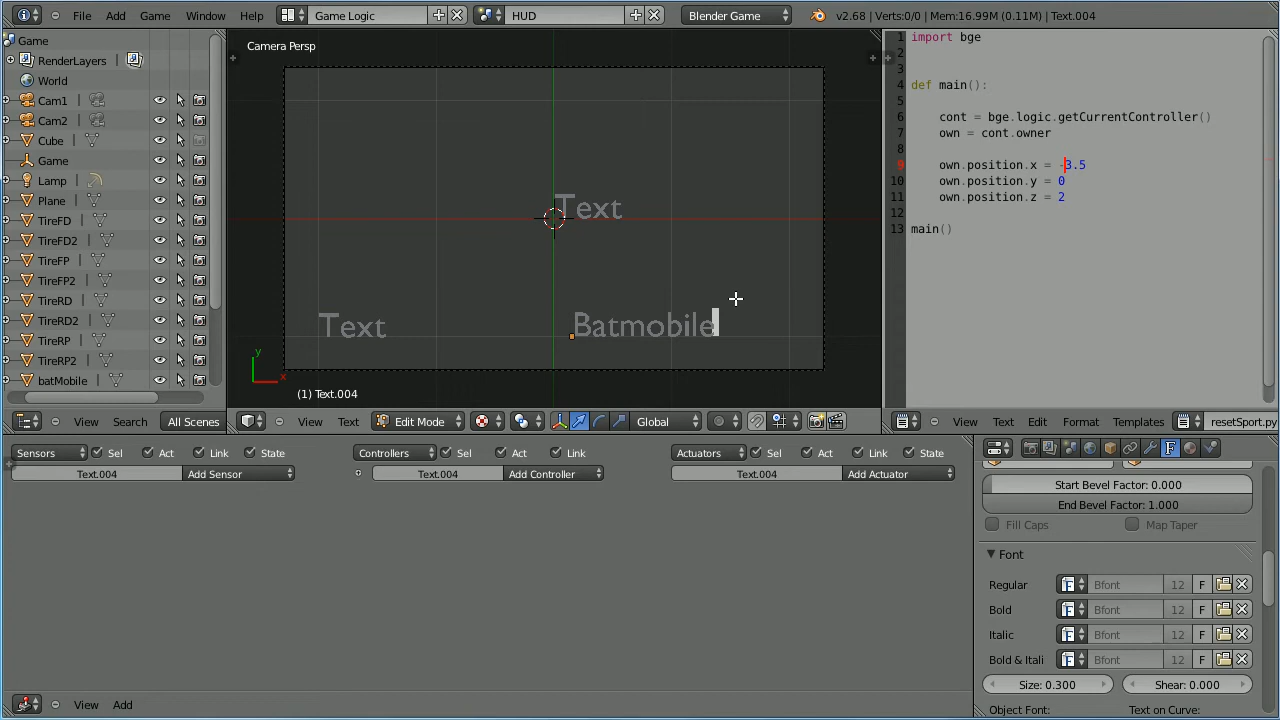 File Add Game Window Help Game Logic HUD Blender Game v2.68 | Verts:0/0 | Mem:16.99M (0.11M) | Text.004
Game
RenderLayers
World
Cam1
Cam2
Cube
Game
Lamp
Plane
TireFD
TireFD2
TireFP
TireFP2
TireRD
TireRD2
TireRP
TireRP2
batMobile
View Search All Scenes
Camera Persp
Text
Text
Batmobile
y
x
(1) Text.004
View Text Edit Mode Global
1 import bge
2
3
4 def main():
5
6 cont = bge.logic.getCurrentController()
7 own = cont.owner
8
9 own.position.x = -3.5
10 own.position.y = 0
11 own.position.z = 2
12
13 main()
View Text Edit Format Templates resetSport.py
Sensors Sel Act Link State
Text.004 Add Sensor
Controllers Sel Act Link
Text.004 Add Controller
Actuators Sel Act Link State
Text.004 Add Actuator
View Add
Start Bevel Factor: 0.000
End Bevel Factor: 1.000
Fill Caps Map Taper
Font
Regular Bfont 12 F
Bold Bfont 12 F
Italic Bfont 12 F
Bold & Itali Bfont 12 F
Size: 0.300 Shear: 0.000
Object Font: Text on Curve: